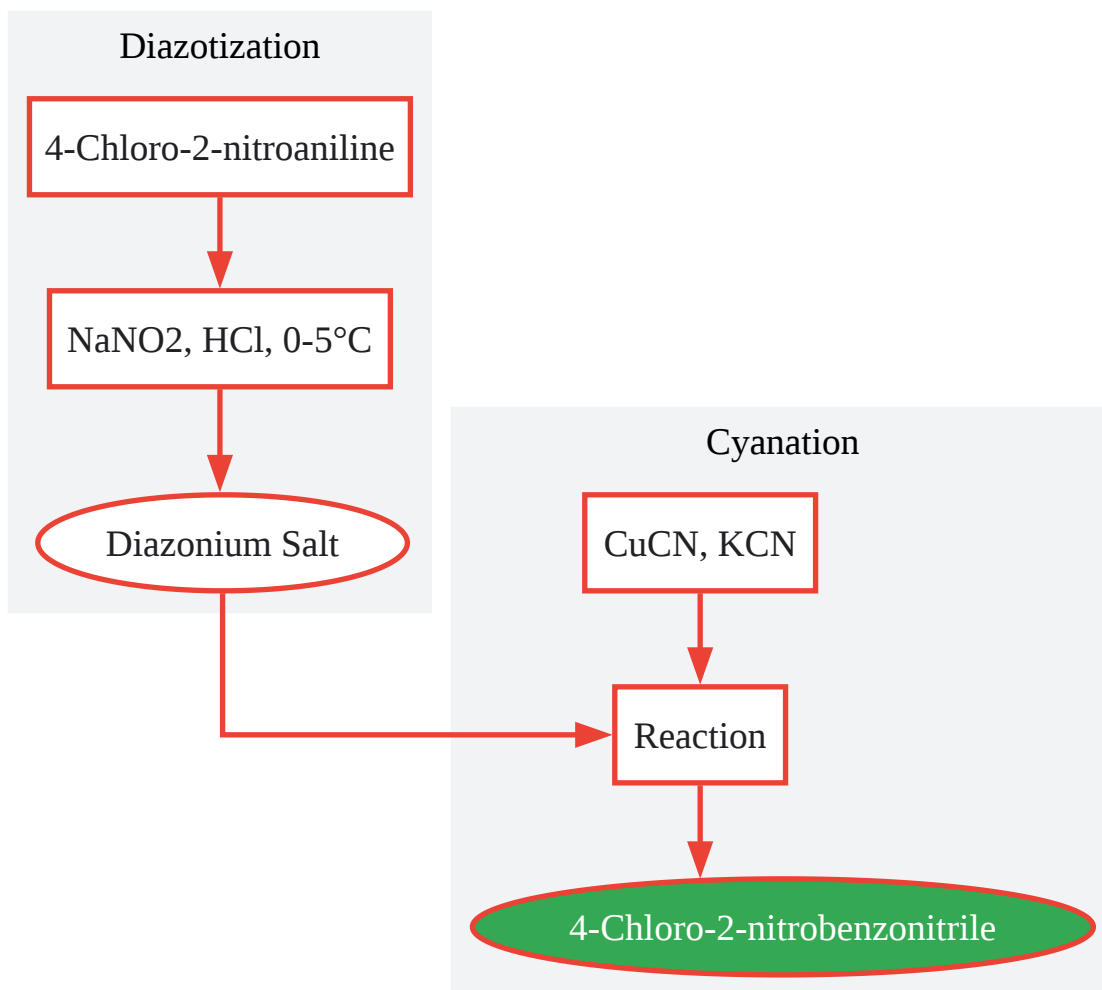 Diazotization
4-Chloro-2-nitroaniline
NaNO2, HCl, 0-5°C
Diazonium Salt
Cyanation
CuCN, KCN
Reaction
4-Chloro-2-nitrobenzonitrile